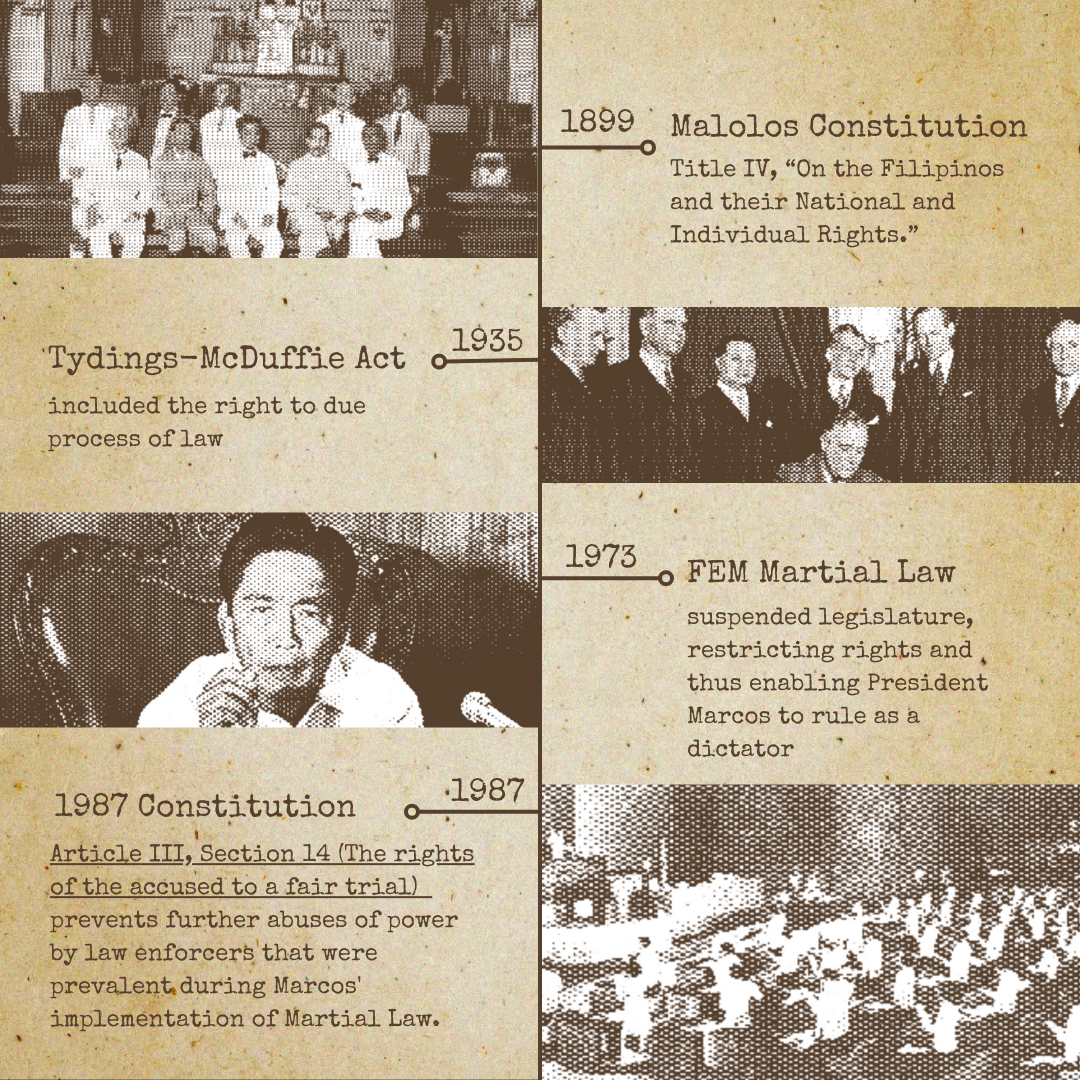 1899
Malolos Constitution
Title IV, “On the Filipinos
and their National and
Individual Rights.”
1935
Tydings-McDuffie Act
included the right to due
process of law
1973
FEM Martial Law
suspended legislature,
restricting rights and
thus enabling President
Marcos to rule as a
dictator
1987
1987 Constitution
Article III, Section 14 (The rights
of the accused to a fair trial)
prevents further abuses of power
by law enforcers that were
prevalent during Marcos'
implementation of Martial Law.